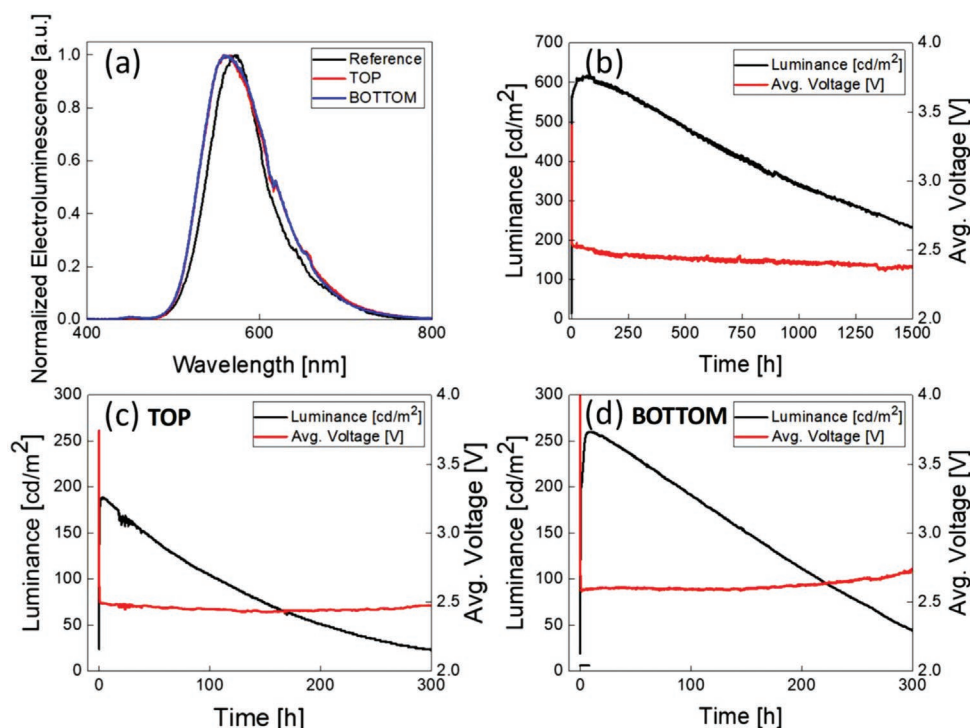 (a)
Normalized Electroluminescence [a.u.]
1.0
0.8
0.6
0.4
0.2
0.0
Reference
TOP
BOTTOM
400
600
800
Wavelength [nm]
(b)
Luminance [cd/m²]
700
600
500
400
300
200
100
0
Luminance [cd/m²]
Avg. Voltage [V]
4.0
3.5
3.0
2.5
2.0
Avg. Voltage [V]
0
250
500
750
1000
1250
1500
Time [h]
(c) TOP
Luminance [cd/m²]
300
250
200
150
100
50
0
Luminance [cd/m²]
Avg. Voltage [V]
4.0
3.5
3.0
2.5
2.0
Avg. Voltage [V]
0
100
200
300
Time [h]
(d) BOTTOM
Luminance [cd/m²]
300
250
200
150
100
50
0
Luminance [cd/m²]
Avg. Voltage [V]
4.0
3.5
3.0
2.5
2.0
Avg. Voltage [V]
0
100
200
300
Time [h]